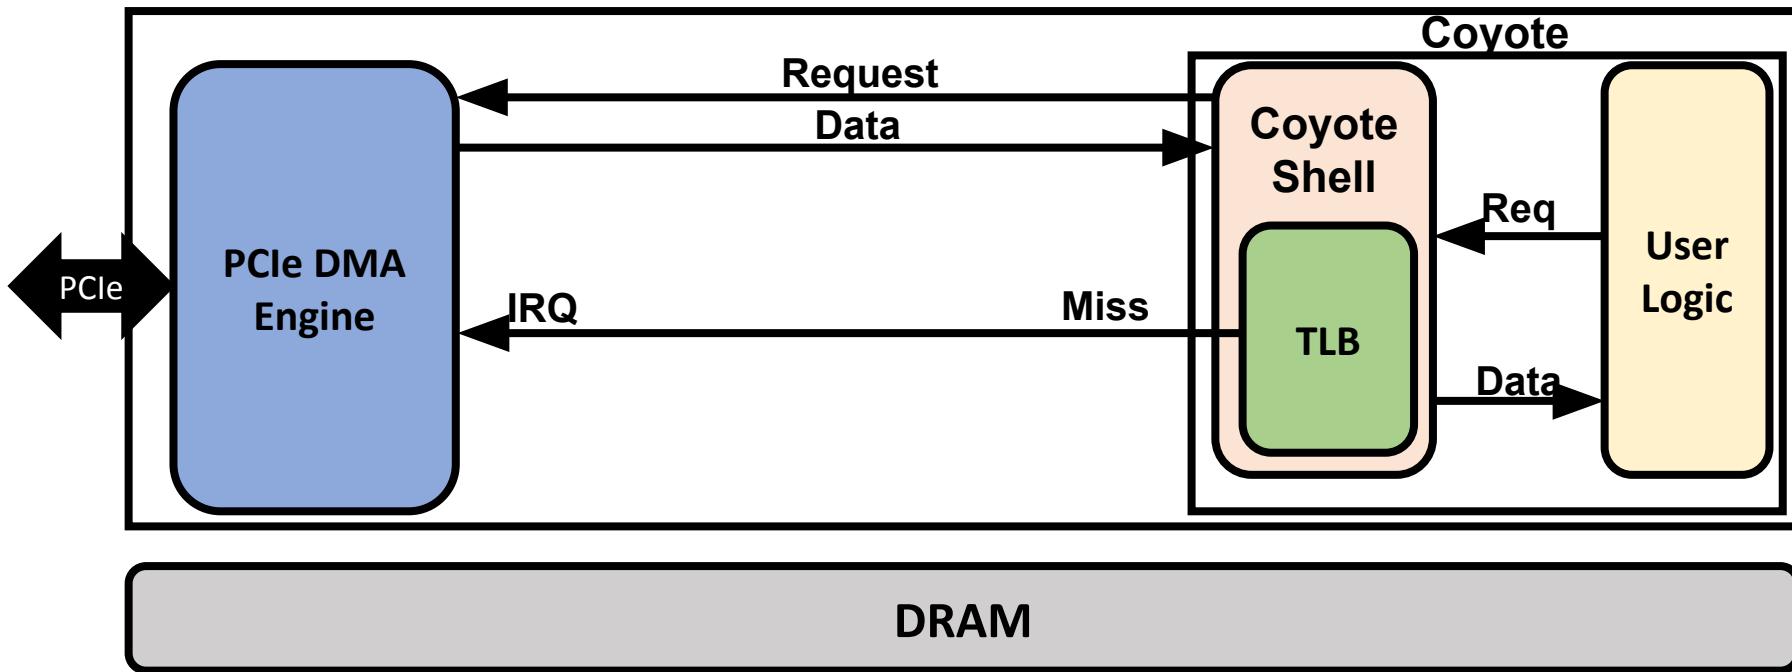 Coyote
Request
Data
Coyote
Shell
Req
PCIe DMA
Engine
User
Logic
PCIe
IRQ
Miss
TLB
Data
DRAM